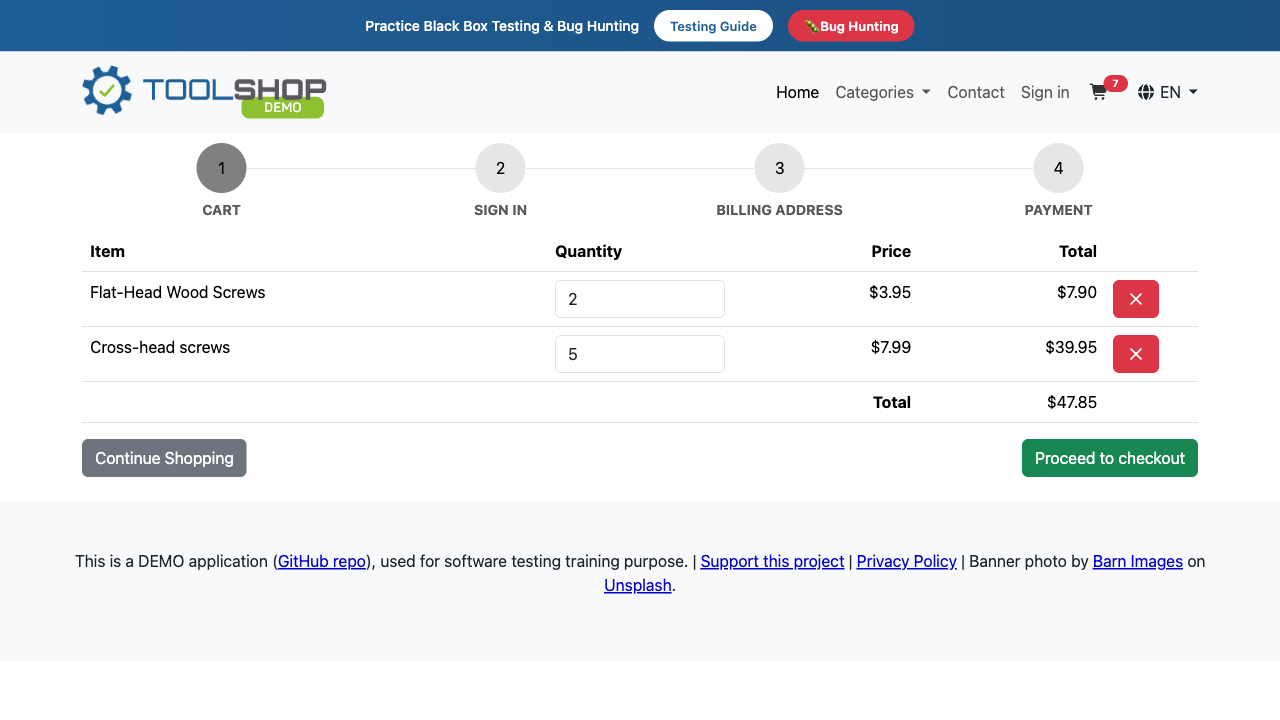 Practice Black Box Testing & Bug Hunting Testing Guide 🐛Bug Hunting
TOOLSHOP
DEMO
Home Categories Contact Sign in 7 EN
1 2 3 4
CART SIGN IN BILLING ADDRESS PAYMENT
Item Quantity Price Total
Flat-Head Wood Screws 2 $3.95 $7.90
Cross-head screws 5 $7.99 $39.95
Total $47.85
Continue Shopping Proceed to checkout
This is a DEMO application (GitHub repo), used for software testing training purpose. | Support this project | Privacy Policy | Banner photo by Barn Images on
Unsplash.